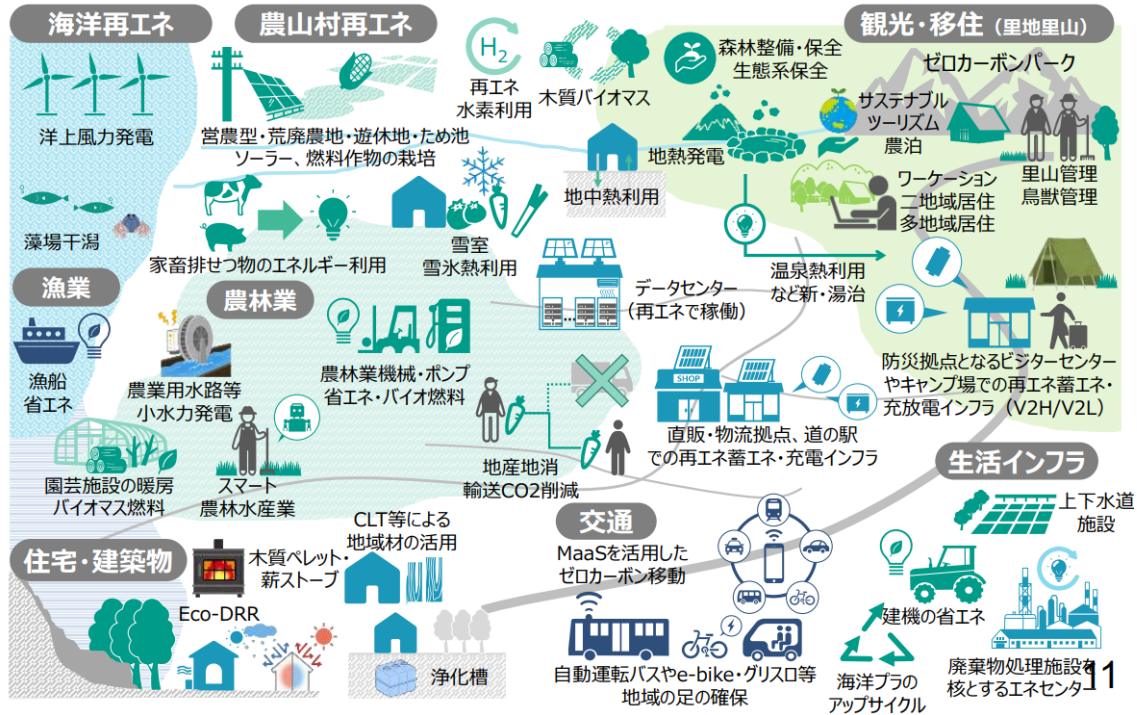 海洋再エネ
洋上風力発電
藻場干潟
農山村再エネ
営農型・荒廃農地・遊休地・ため池
ソーラー、燃料作物の栽培
H2
再エネ
水素利用
木質バイオマス
森林整備・保全
生態系保全
地熱発電
地中熱利用
家畜排せつ物のエネルギー利用
雪室
雪氷熱利用
観光・移住（里地里山）
ゼロカーボンパーク
サステナブル
ツーリズム
農泊
里山管理
鳥獣管理
ワーケーション
二地域居住
多地域居住
温泉熱利用
など新・湯治
防災拠点となるビジターセンター
やキャンプ場での再エネ蓄エネ・
充放電インフラ（V2H/V2L）
漁業
漁船
省エネ
農林業
農業用水路等
小水力発電
農林業機械・ポンプ
省エネ・バイオ燃料
データセンター
（再エネで稼働）
園芸施設の暖房
バイオマス燃料
スマート
農林水産業
地産地消
輸送CO2削減
SHOP
直販・物流拠点、道の駅
での再エネ蓄エネ・充電インフラ
住宅・建築物
木質ペレット・
薪ストーブ
CLT等による
地域材の活用
Eco-DRR
浄化槽
交通
MaaSを活用した
ゼロカーボン移動
自動運転バスやe-bike・グリスロ等
地域の足の確保
生活インフラ
上下水道
施設
建機の省エネ
海洋プラの
アップサイクル
廃棄物処理施設を
核とするエネセンター
11